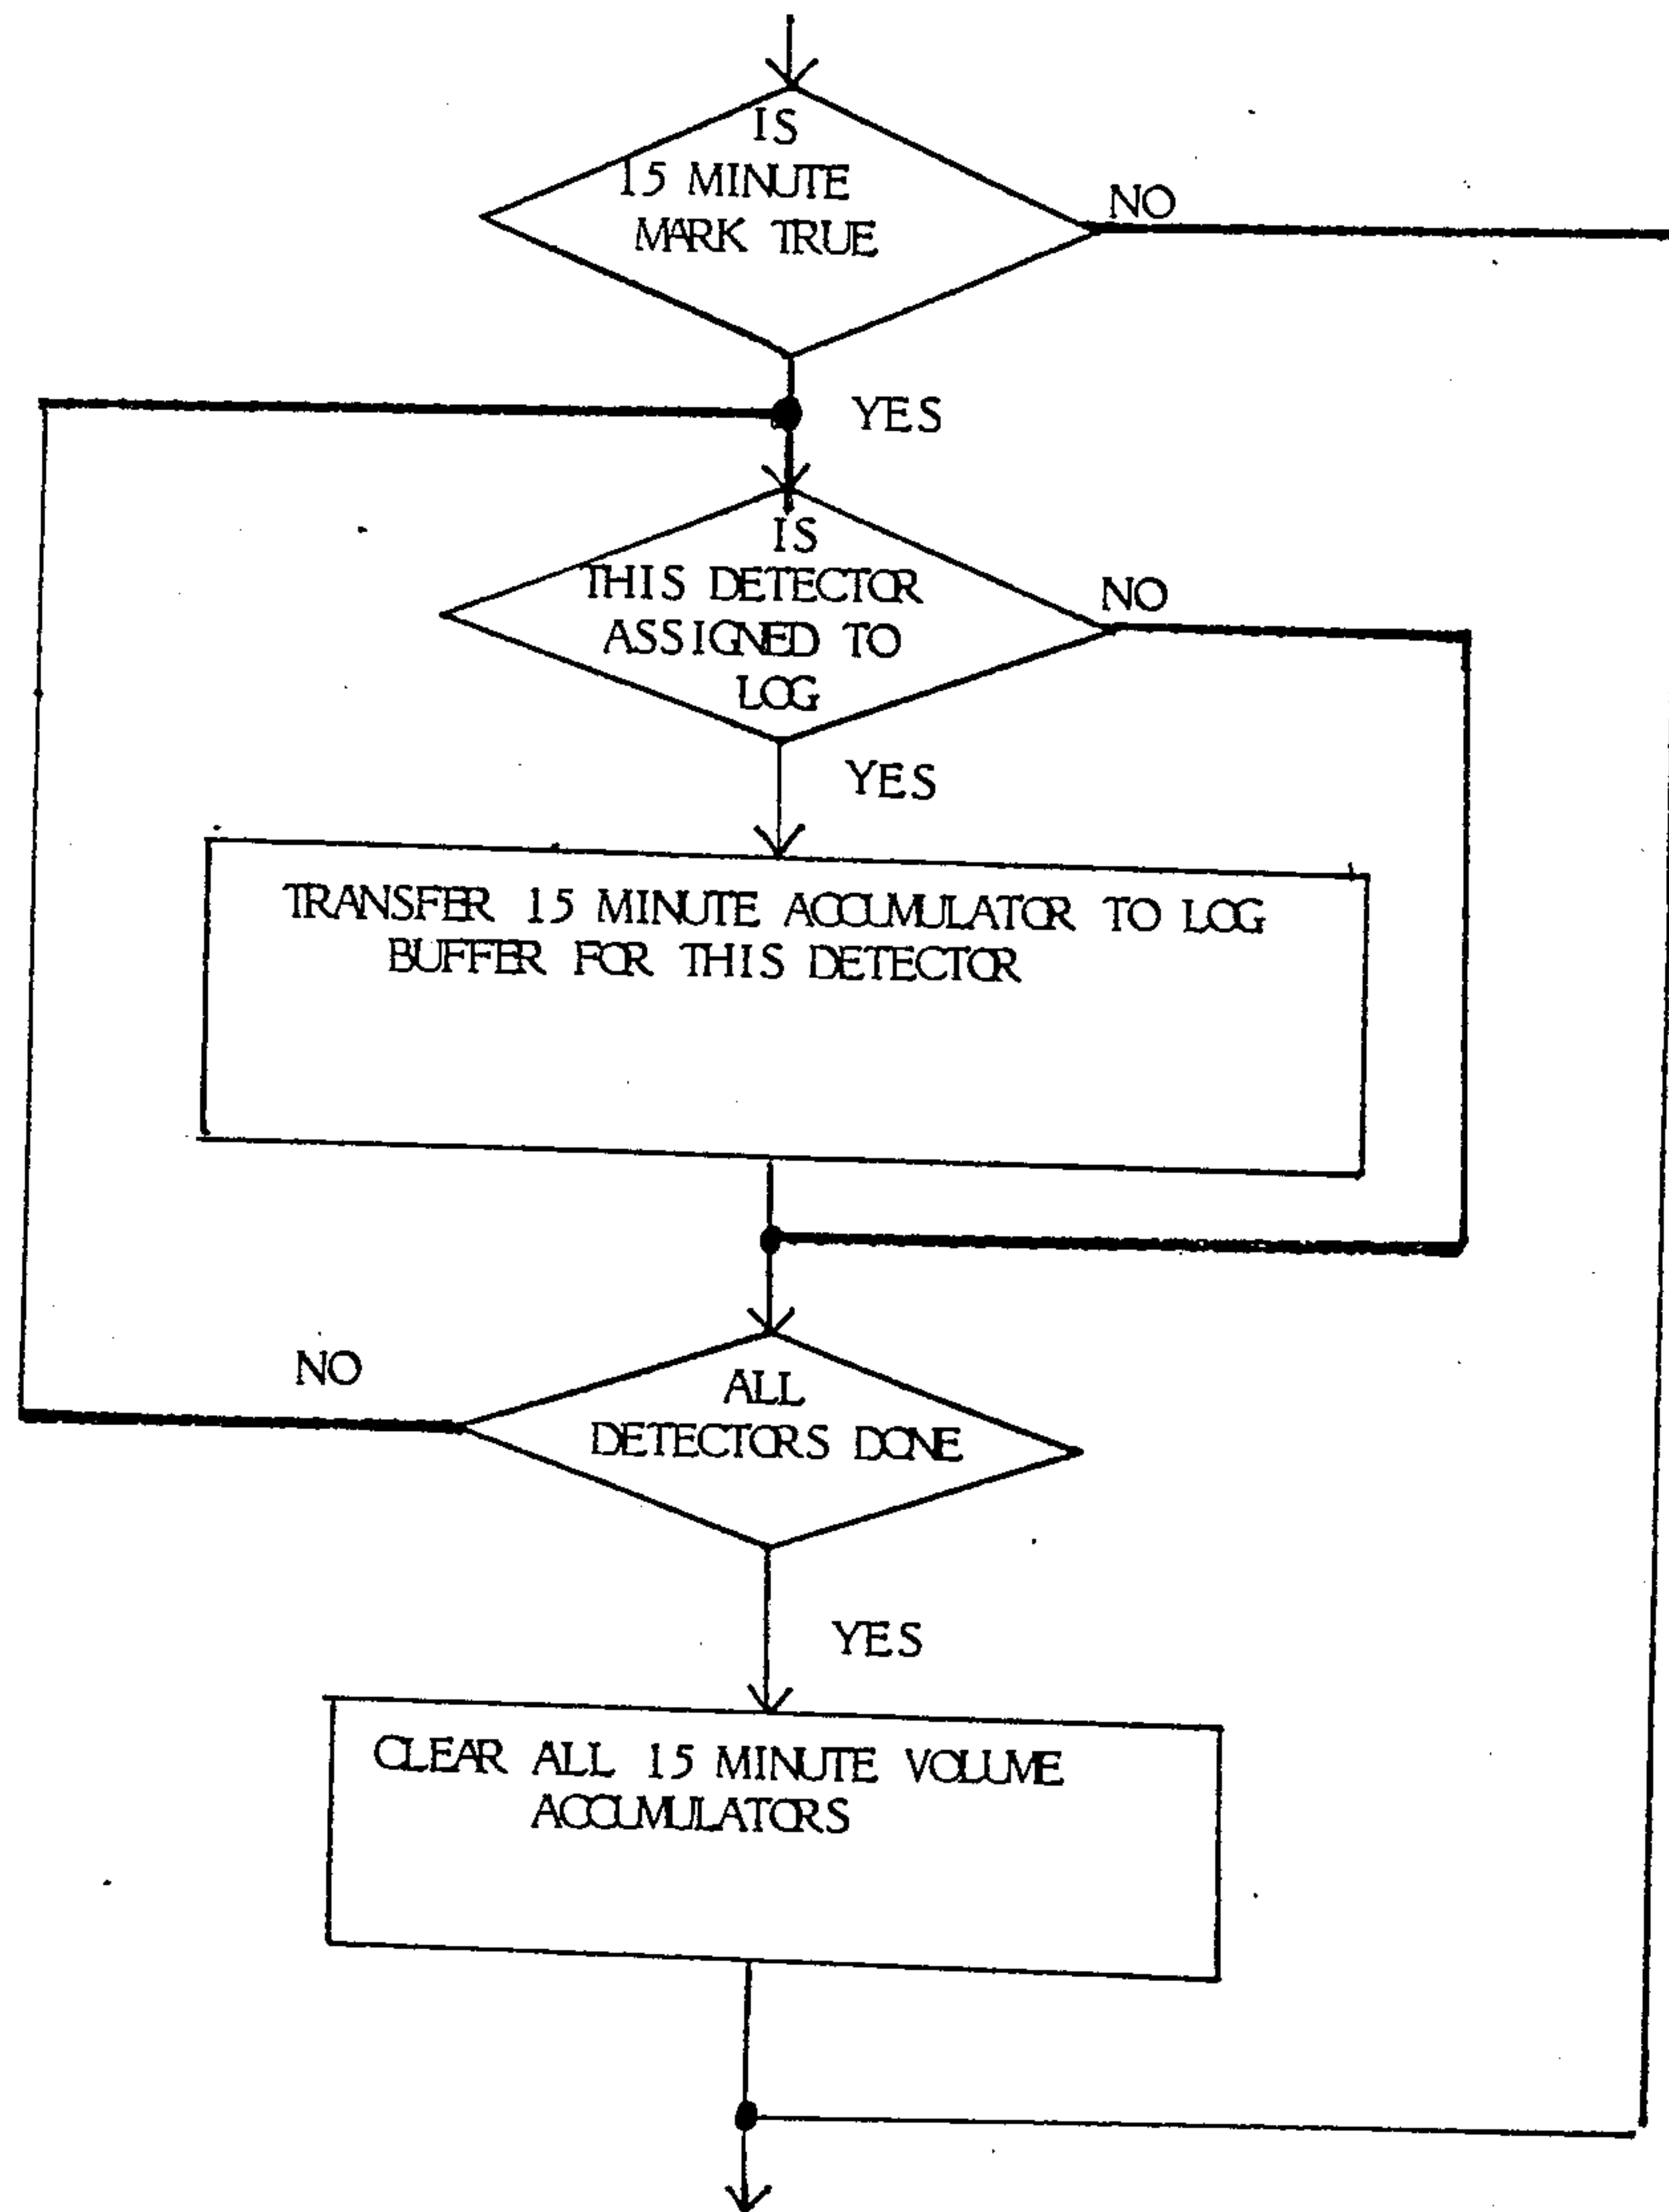 IS
15 MINUTE
MARK TRUE
NO
YES
IS
THIS DETECTOR
ASSIGNED TO
LOG
NO
YES
TRANSFER 15 MINUTE ACCUMULATOR TO LOG
BUFFER FOR THIS DETECTOR
NO
ALL
DETECTORS DONE
YES
CLEAR ALL 15 MINUTE VOLUME
ACCUMULATORS